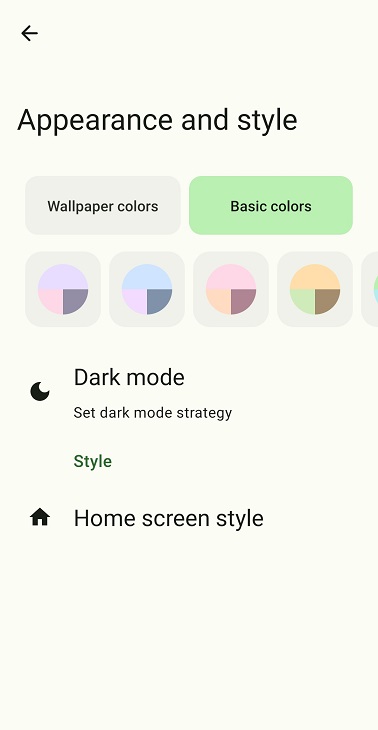 Appearance and style
Wallpaper colors
Basic colors
Dark mode
Set dark mode strategy
Style
Home screen style